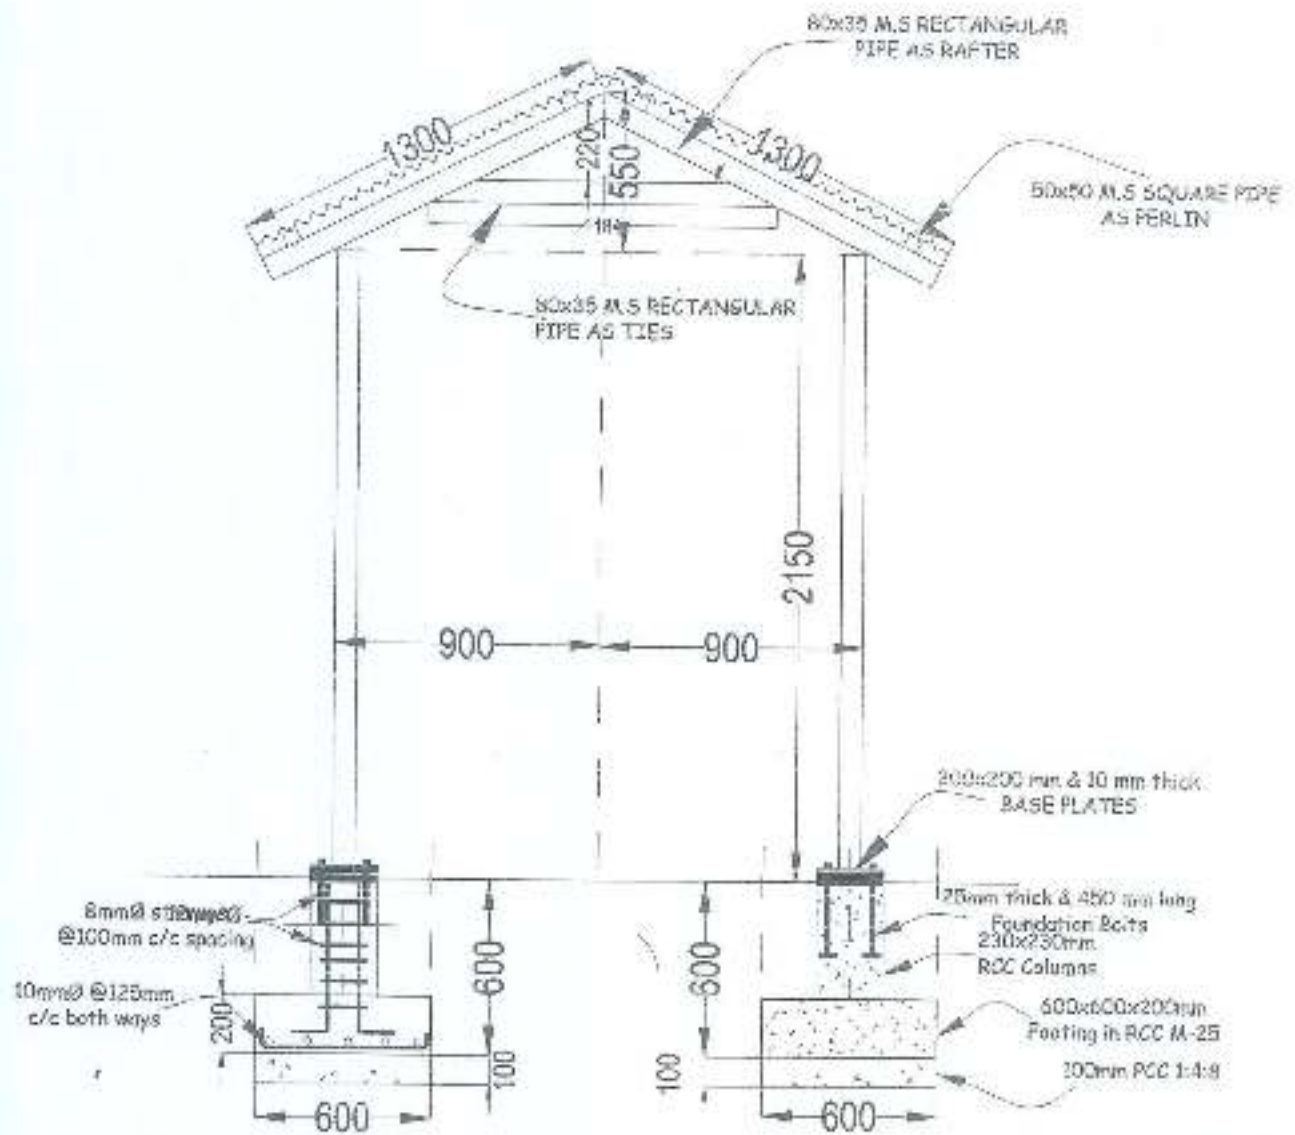 80x35 M.S RECTANGULAR
PIPE AS RAFTER
1300
1300
220
550
50x50 M.S SQUARE PIPE
AS PERLIN
80x35 M.S RECTANGULAR
PIPE AS TIES
2150
900
900
200x200 mm & 10 mm thick
BASE PLATES
8mmØ
@100mm c/c spacing
25mm thick & 450 mm long
Foundation Bolts
230x230mm
RCC Columns
600
600
10mmØ @125mm
c/c both ways
200
600x600x200mm
Footing in RCC M-25
100
100
100mm PCC 1:4:8
600
600